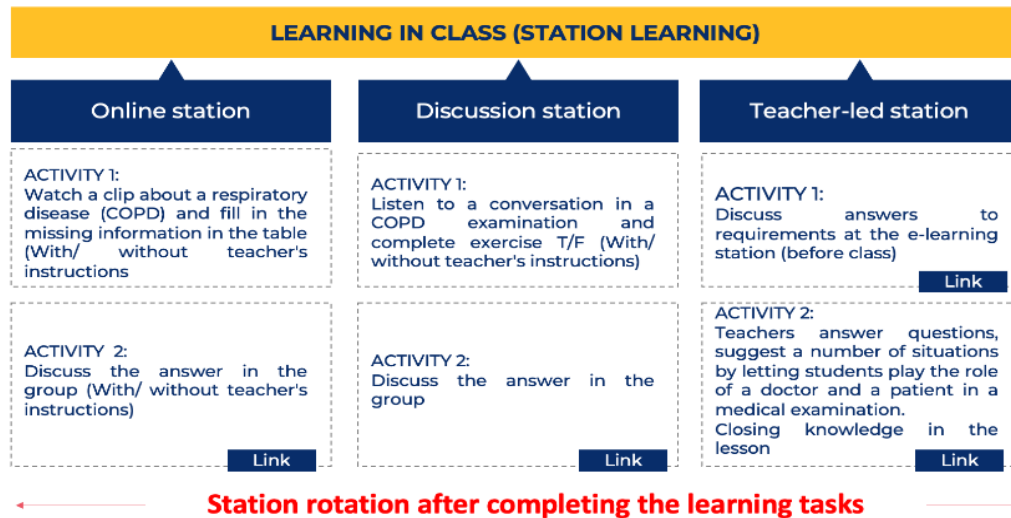 LEARNING IN CLASS (STATION LEARNING)
Online station
ACTIVITY 1:
Watch a clip about a respiratory
disease (COPD) and fill in the
missing information in the table
(With/ without teacher's
instructions
ACTIVITY 2:
Discuss the answer in the
group (With/ without teacher's
instructions)
Link
Discussion station
ACTIVITY 1:
Listen to a conversation in a
COPD examination and
complete exercise T/F (With/
without teacher's instructions)
ACTIVITY 2:
Discuss the answer in the
group
Link
Teacher-led station
ACTIVITY 1:
Discuss answers to
requirements at the e-learning
station (before class)
Link
ACTIVITY 2:
Teachers answer questions,
suggest a number of situations
by letting students play the role
of a doctor and a patient in a
medical examination.
Closing knowledge in the
lesson
Link
Station rotation after completing the learning tasks